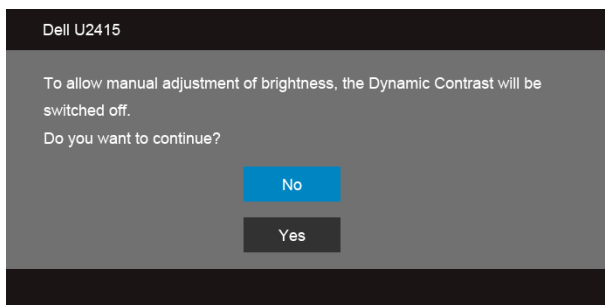 Dell U2415
To allow manual adjustment of brightness, the Dynamic Contrast will be
switched off.
Do you want to continue?
No
Yes